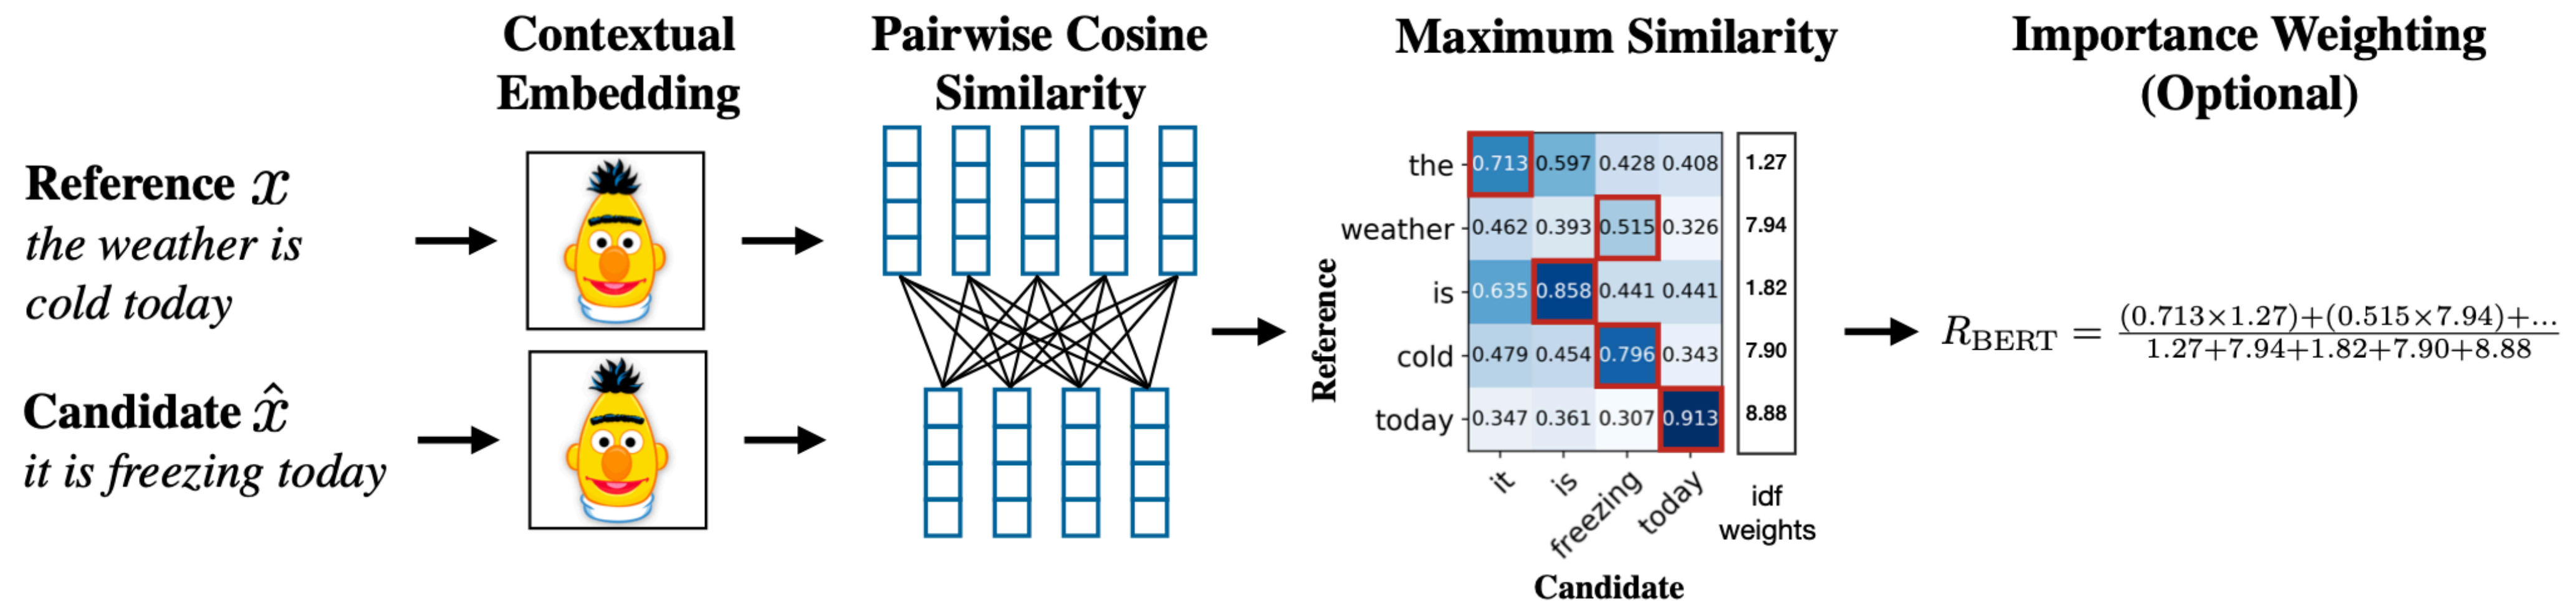 Contextual
Embedding
Pairwise Cosine
Similarity
Maximum Similarity
Importance Weighting
(Optional)
Reference x
the weather is
cold today
Candidate x̂
it is freezing today
Reference
the 0.713 0.597 0.428 0.408 1.27
weather 0.462 0.393 0.515 0.326 7.94
is 0.635 0.858 0.441 0.441 1.82
cold 0.479 0.454 0.796 0.343 7.90
today 0.347 0.361 0.307 0.913 8.88
it is freezing today
idf
weights
Candidate
R_BERT = (0.713×1.27)+(0.515×7.94)+...
1.27+7.94+1.82+7.90+8.88